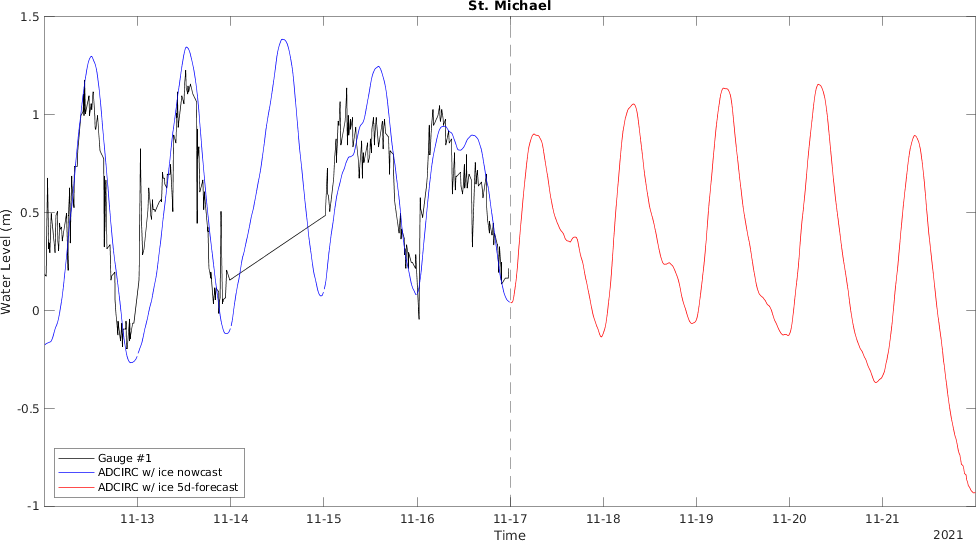 St. Michael
1.5
1
0.5
0
-0.5
-1
Water Level (m)
Gauge #1
ADCIRC w/ ice nowcast
ADCIRC w/ ice 5d-forecast
11-13
11-14
11-15
11-16
11-17
11-18
11-19
11-20
11-21
Time
2021